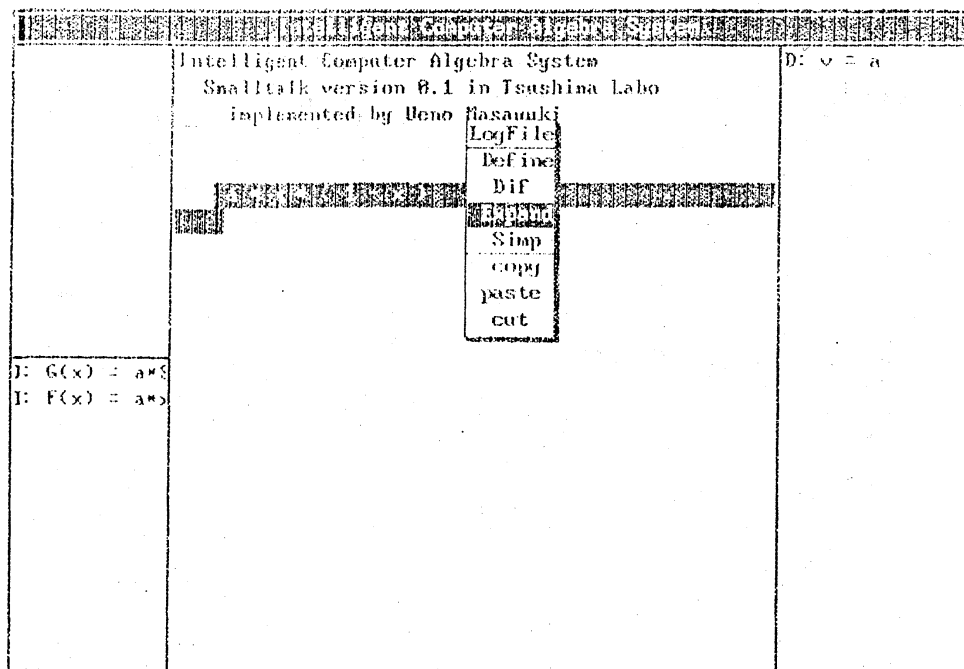 Intelligent Computer Algebra System
Intelligent Computer Algebra System
Smalltalk version 0.1 in Tsushima Labo
implemented by Ueno Masayuki
D: v = a
LogFile
Define
Dif
Expand
Simp
copy
paste
cut
D: G(x) = a*S
D: F(x) = a*x